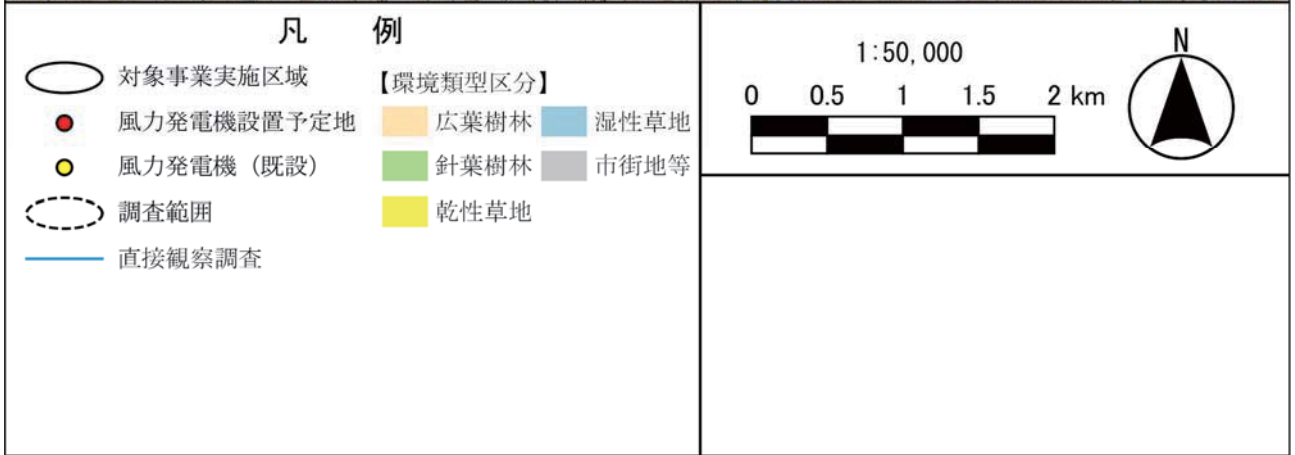 凡 例
対象事業実施区域
風力発電機設置予定地
風力発電機（既設）
調査範囲
直接観察調査
【環境類型区分】
広葉樹林 湿性草地
針葉樹林 市街地等
乾性草地
1:50,000
0 0.5 1 1.5 2 km
N